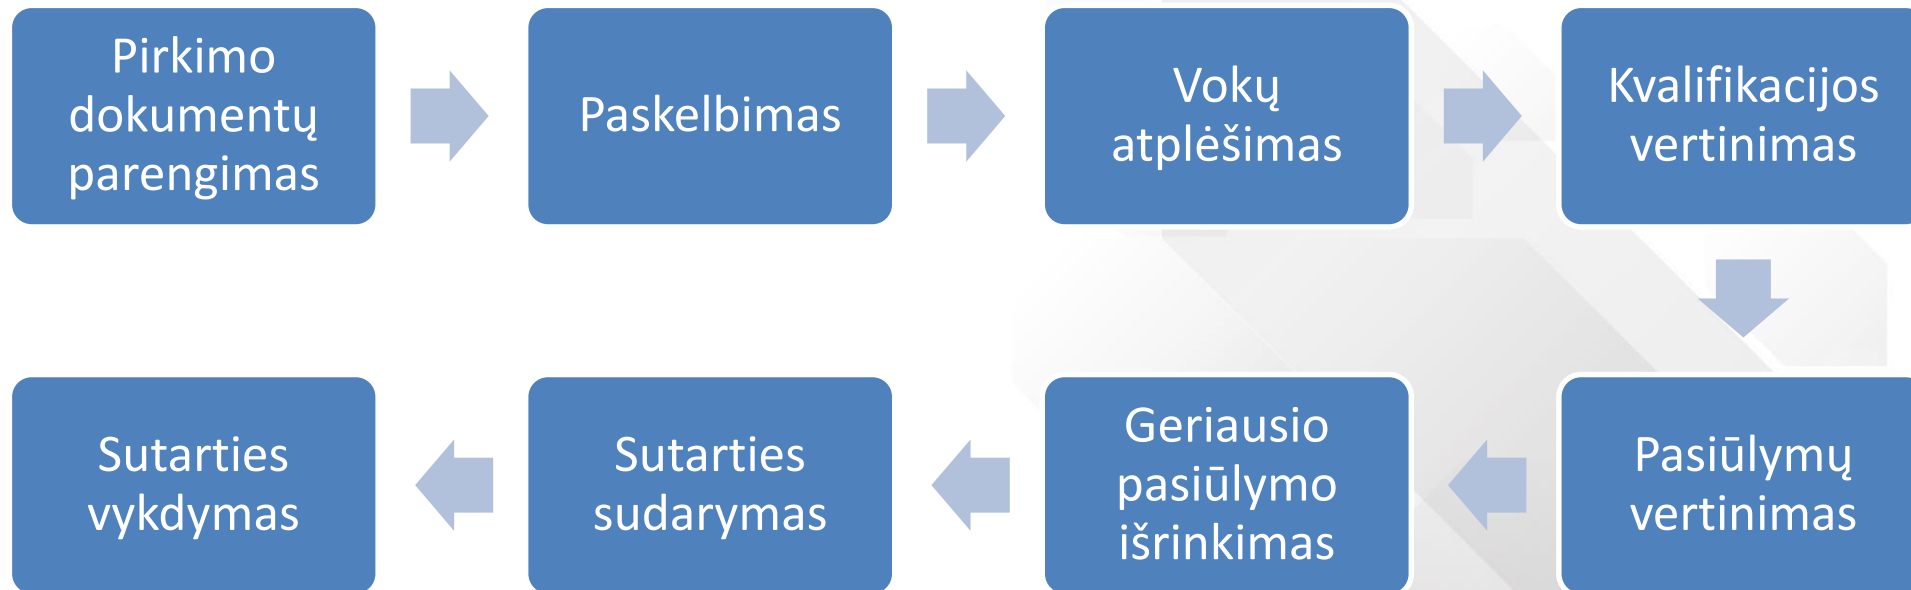 Pirkimo
dokumentų
parengimas
Paskelbimas
Vokų
atplėšimas
Kvalifikacijos
vertinimas
Pasiūlymų
vertinimas
Geriausio
pasiūlymo
išrinkimas
Sutarties
sudarymas
Sutarties
vykdymas